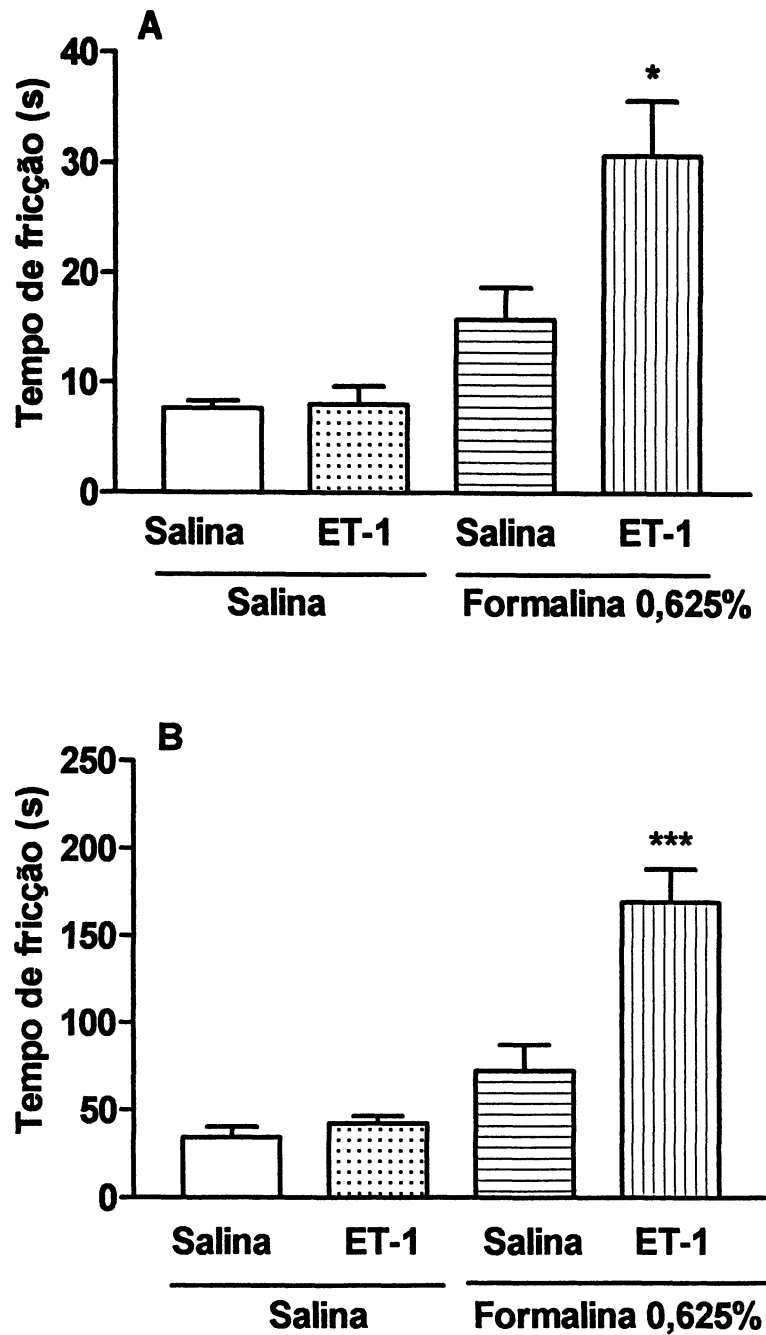 A
Tempo de fricção (s)
40
30
20
10
0
*
Salina ET-1 Salina ET-1
Salina Formalina 0,625%
B
Tempo de fricção (s)
250
200
150
100
50
0
***
Salina ET-1 Salina ET-1
Salina Formalina 0,625%